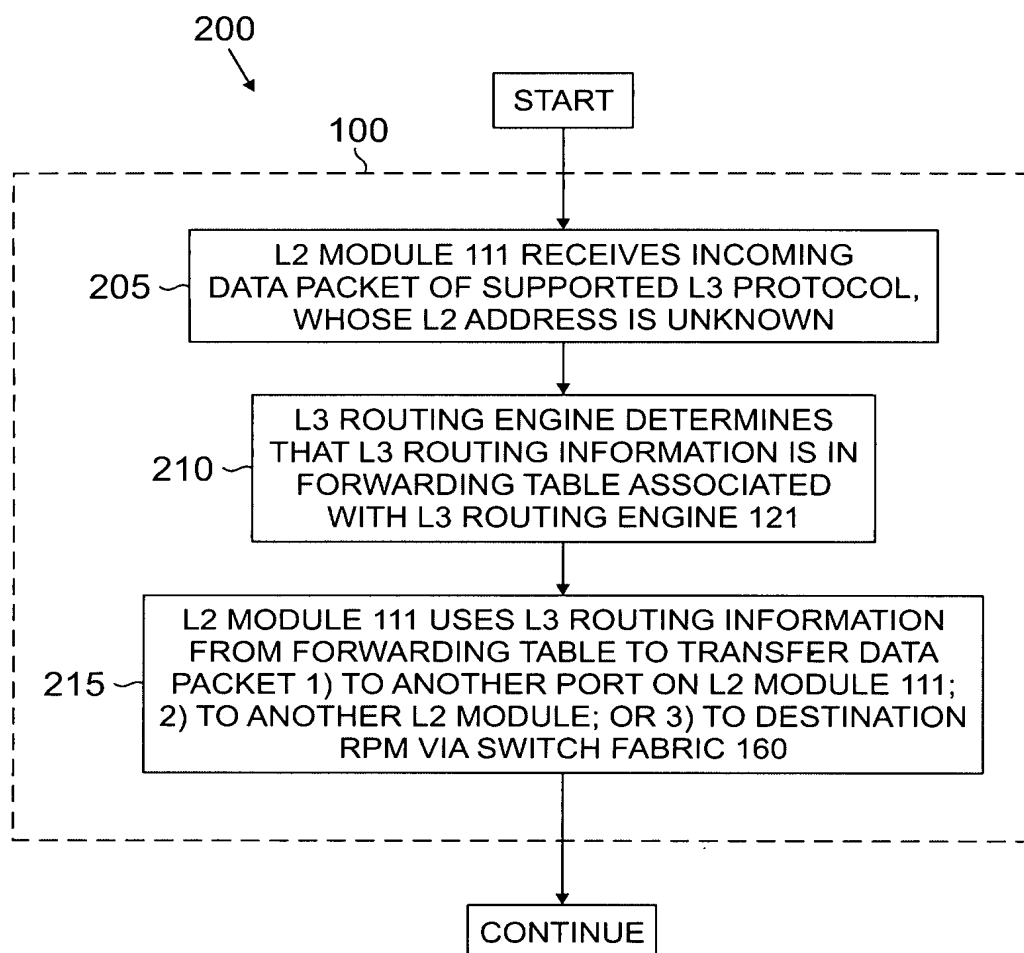 200
START
100
L2 MODULE 111 RECEIVES INCOMING
DATA PACKET OF SUPPORTED L3 PROTOCOL,
WHOSE L2 ADDRESS IS UNKNOWN
205
L3 ROUTING ENGINE DETERMINES
THAT L3 ROUTING INFORMATION IS IN
FORWARDING TABLE ASSOCIATED
WITH L3 ROUTING ENGINE 121
210
L2 MODULE 111 USES L3 ROUTING INFORMATION
FROM FORWARDING TABLE TO TRANSFER DATA
PACKET 1) TO ANOTHER PORT ON L2 MODULE 111;
2) TO ANOTHER L2 MODULE; OR 3) TO DESTINATION
RPM VIA SWITCH FABRIC 160
215
CONTINUE